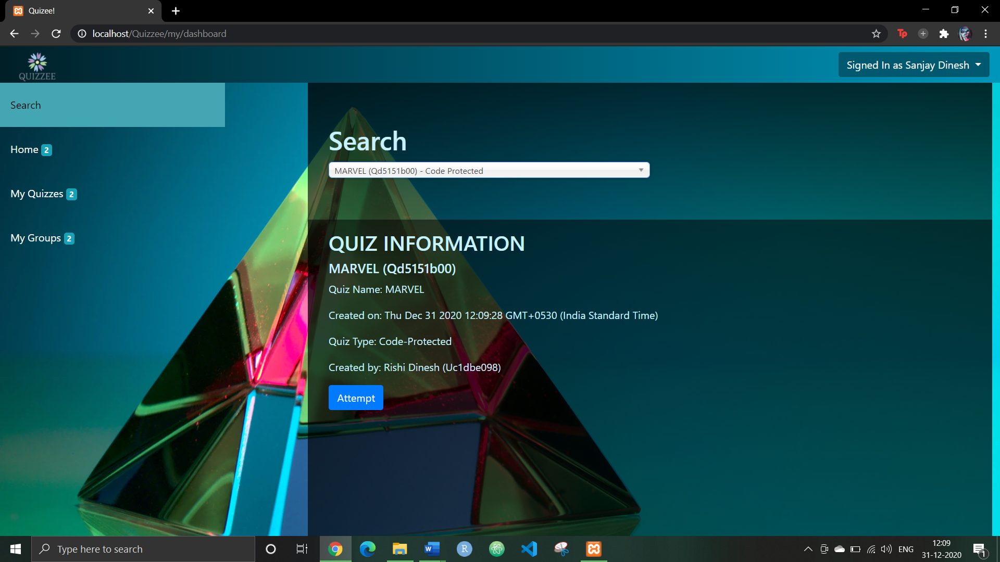 Quizee!
localhost/Quizzee/my/dashboard
Tp
QUIZZEE
Signed In as Sanjay Dinesh
Search
Home 2
My Quizzes 2
My Groups 2
Search
MARVEL (Qd5151b00) - Code Protected
QUIZ INFORMATION
MARVEL (Qd5151b00)
Quiz Name: MARVEL
Created on: Thu Dec 31 2020 12:09:28 GMT+0530 (India Standard Time)
Quiz Type: Code-Protected
Created by: Rishi Dinesh (Uc1dbe098)
Attempt
Type here to search
W
R
ENG
12:09
31-12-2020
1